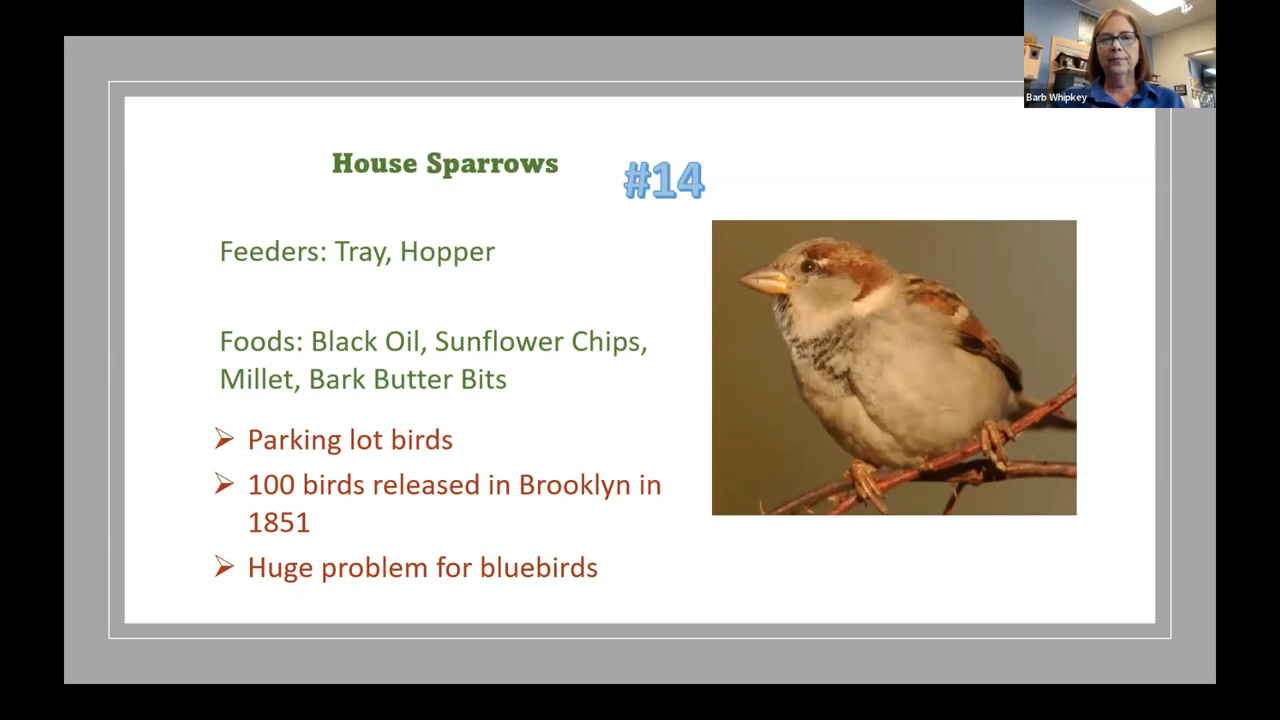 Barb Whipkey
House Sparrows
#14
Feeders: Tray, Hopper
Foods: Black Oil, Sunflower Chips,
Millet, Bark Butter Bits
Parking lot birds
100 birds released in Brooklyn in
1851
Huge problem for bluebirds